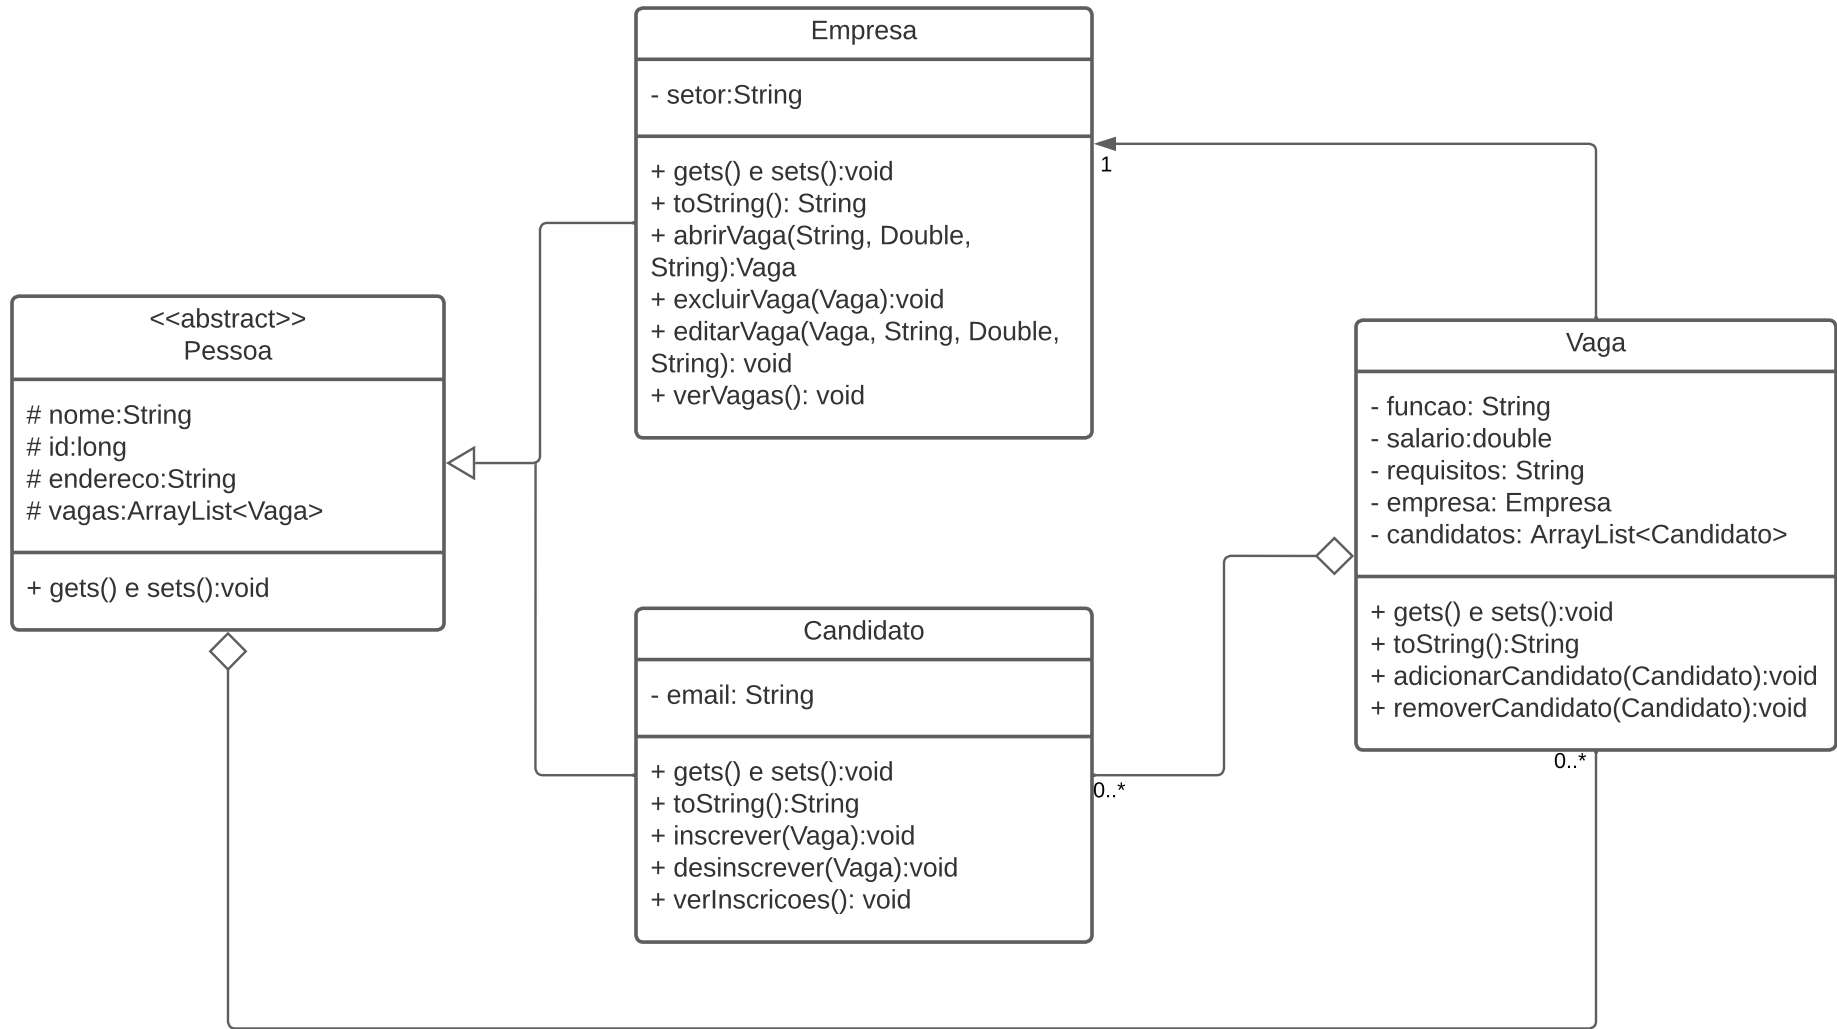 Empresa
- setor:String
+ gets() e sets():void
+ toString(): String
+ abrirVaga(String, Double,
String):Vaga
+ excluirVaga(Vaga):void
+ editarVaga(Vaga, String, Double,
String): void
+ verVagas(): void
1
<<abstract>>
Pessoa
# nome:String
# id:long
# endereco:String
# vagas:ArrayList<Vaga>
+ gets() e sets():void
Vaga
- funcao: String
- salario:double
- requisitos: String
- empresa: Empresa
- candidatos: ArrayList<Candidato>
+ gets() e sets():void
+ toString():String
+ adicionarCandidato(Candidato):void
+ removerCandidato(Candidato):void
0..*
Candidato
- email: String
+ gets() e sets():void
+ toString():String
+ inscrever(Vaga):void
+ desinscrever(Vaga):void
+ verInscricoes(): void
0..*